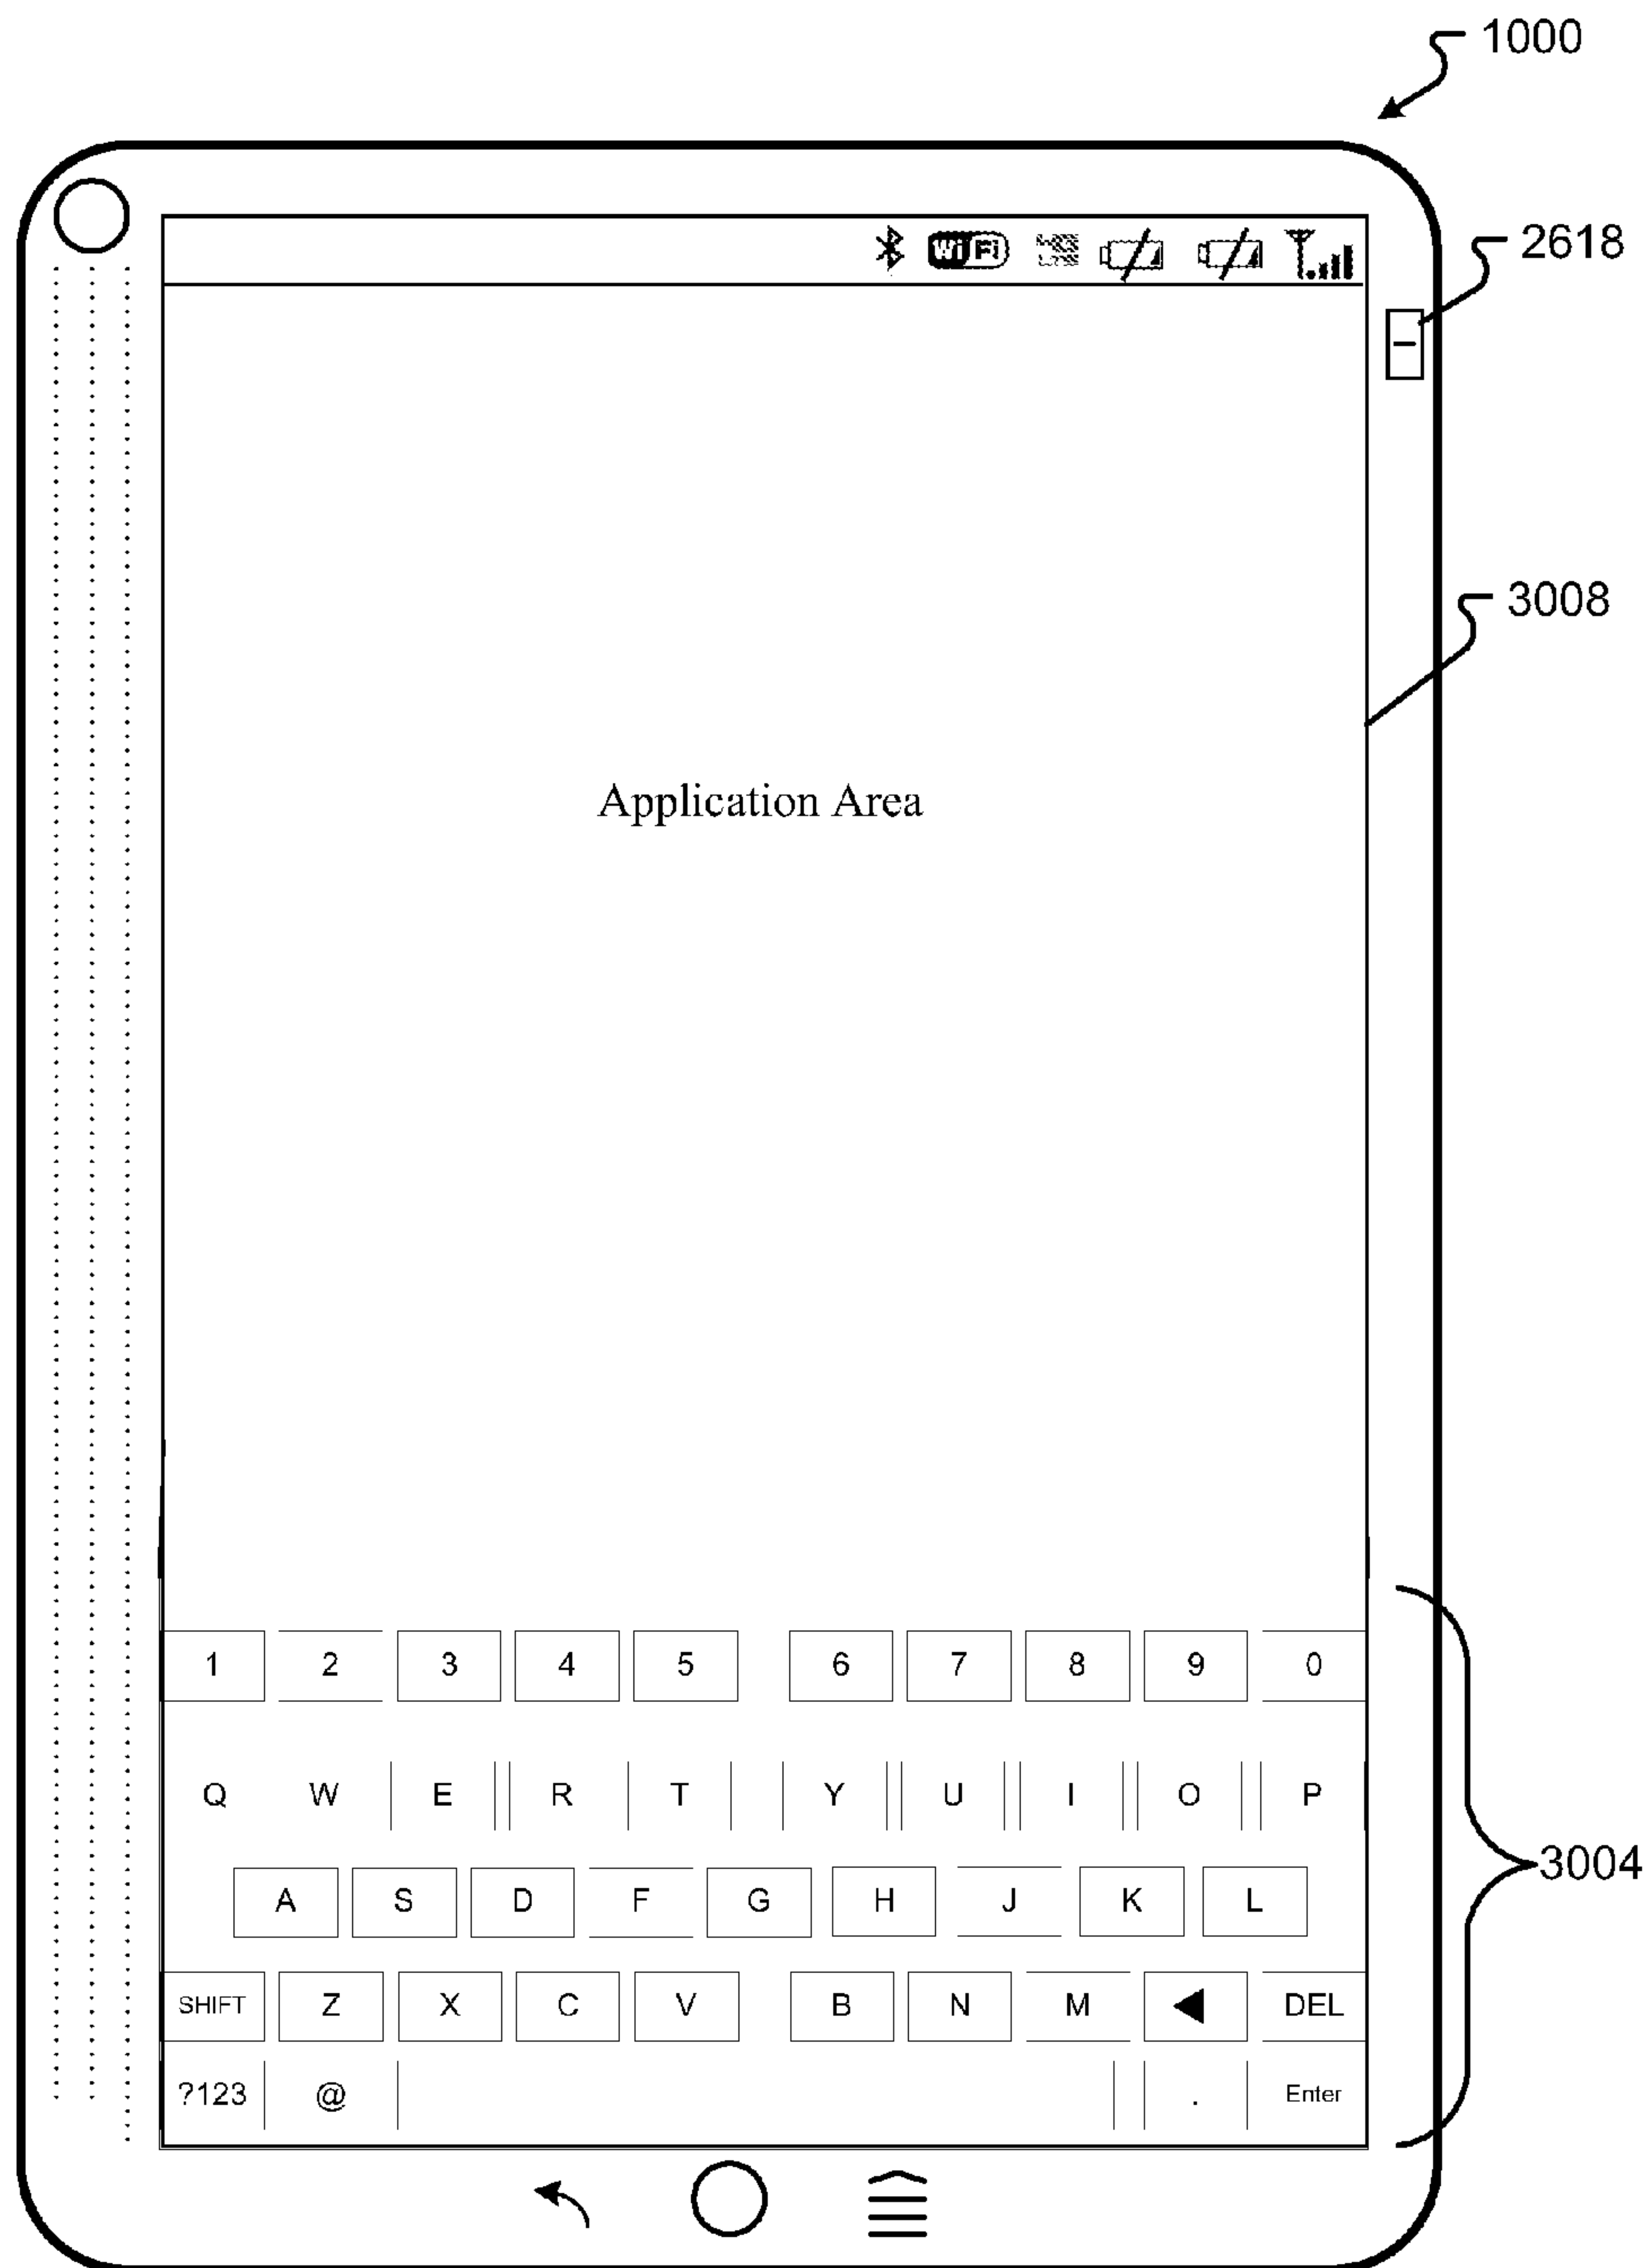 1000
WiFi
2618
3008
Application Area
1 2 3 4 5 6 7 8 9 0
Q W E R T Y U I O P
A S D F G H J K L
3004
SHIFT Z X C V B N M DEL
?123 @ . Enter